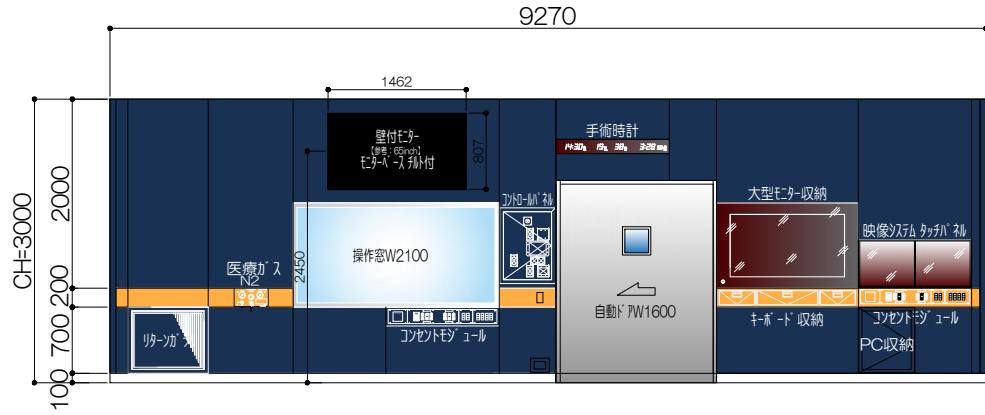 9270
1462
壁付モニター
【参考:65inch】
モニターベース チルト付
807
手術時計
コントロールパネル
大型モニター収納
映像システム タッチパネル
操作窓W2100
医療ガス
N2
2450
自動ドアW1600
キーボード収納
コンセントモジュール
コンセントモジュール
リターンガラス
PC収納
CH=3000
2000
200
700
100